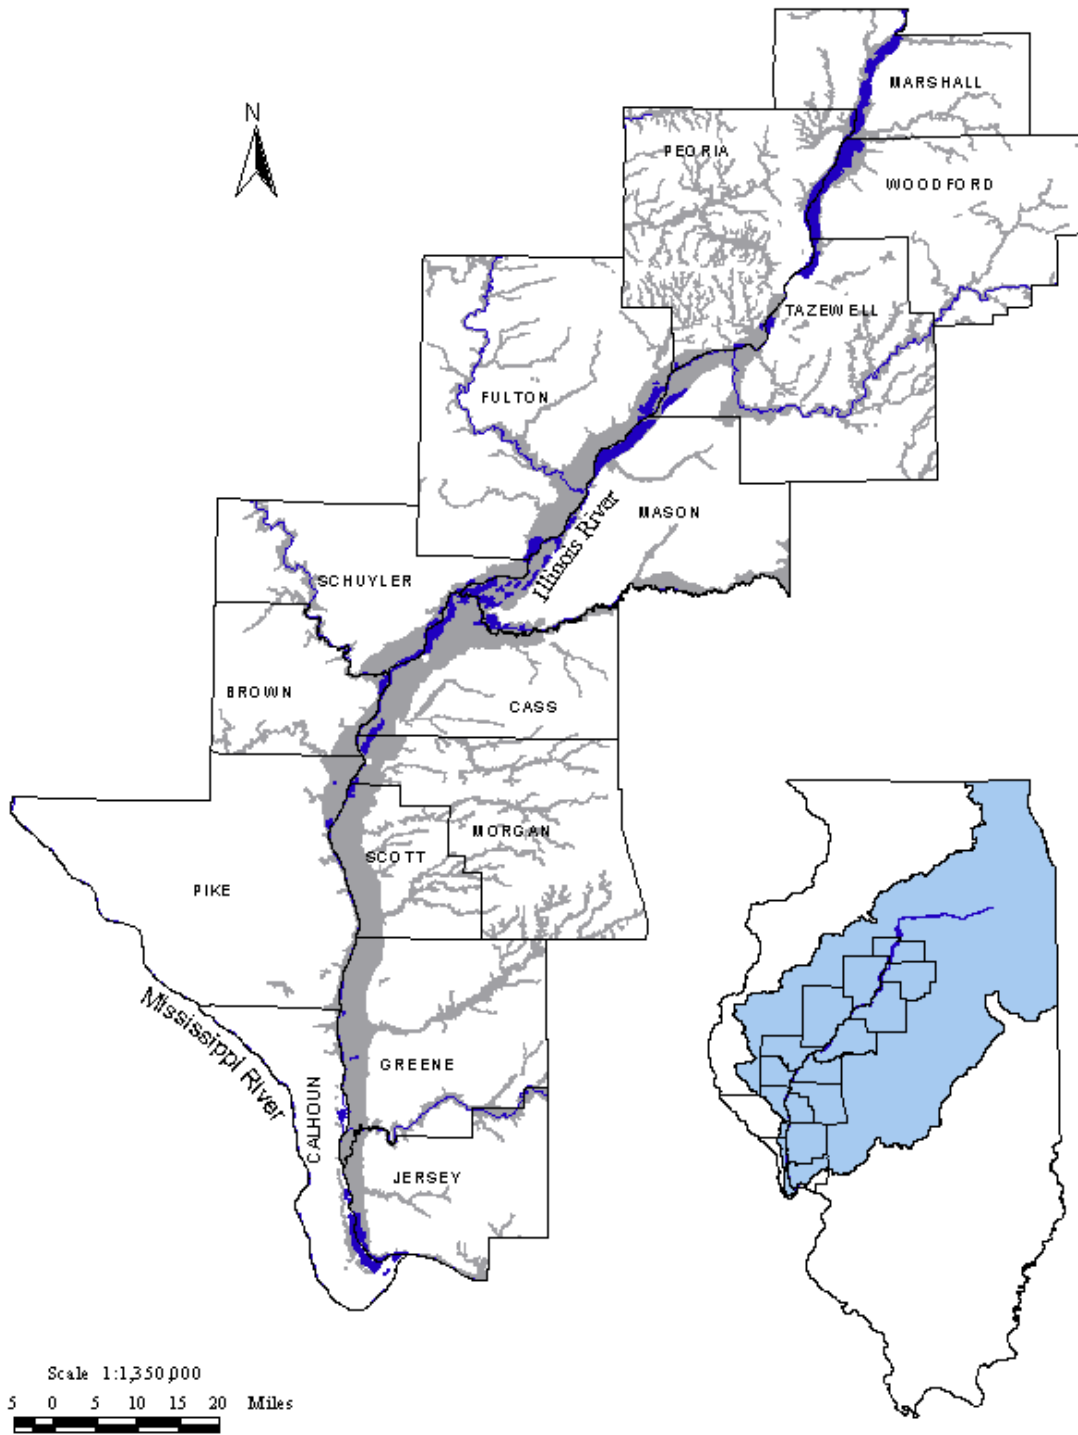 N
MARSHALL
PEORIA
WOODFORD
TAZEWELL
FULTON
MASON
Illinois River
SCHUYLER
BROWN
CASS
MORGAN
SCOTT
PIKE
Mississippi River
GREENE
CALHOUN
JERSEY
Scale 1:1,350,000
5 0 5 10 15 20 Miles